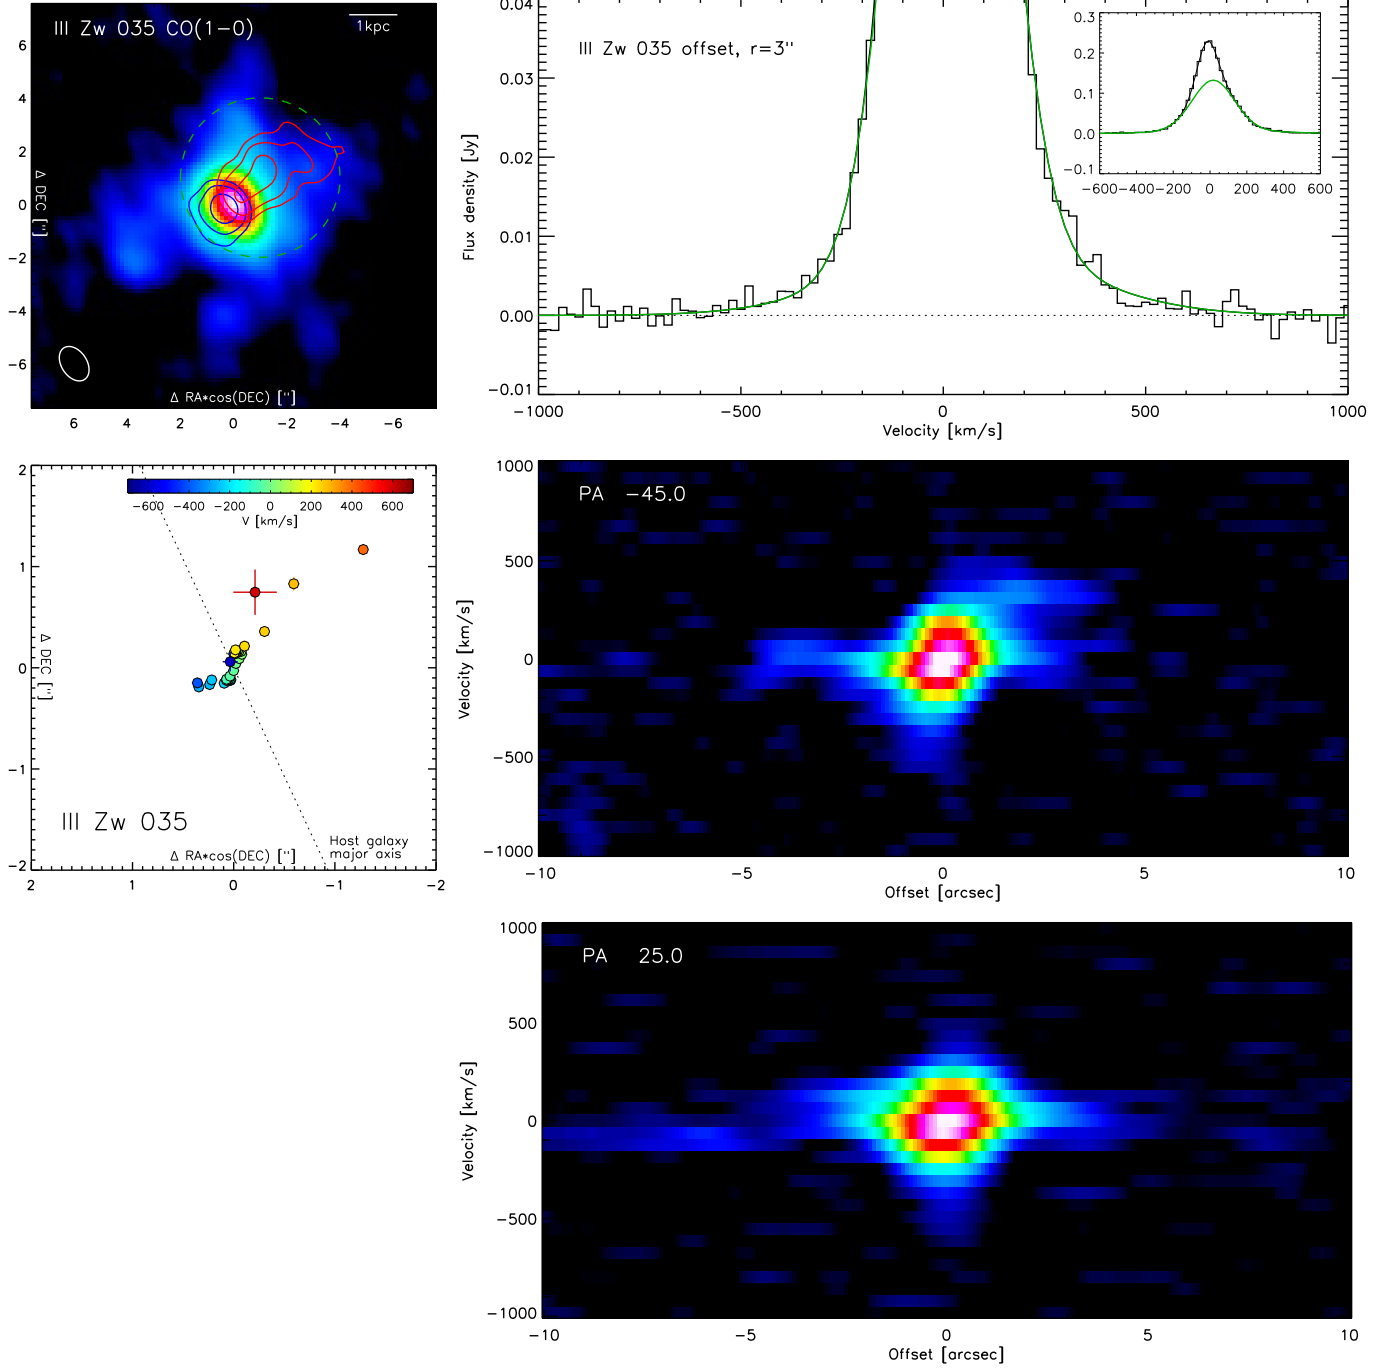 III Zw 035 CO(1-0)
1kpc
6
4
2
0
-2
-4
-6
Δ DEC ["]
Δ RA*cos(DEC) ["]
6 4 2 0 -2 -4 -6
III Zw 035 offset, r=3"
0.04
0.03
0.02
0.01
0.00
-0.01
Flux density [Jy]
-1000 -500 0 500 1000
Velocity [km/s]
0.3
0.2
0.1
0.0
-0.1
-600 -400 -200 0 200 400 600
2
1
0
-1
-2
-600 -400 -200 0 200 400 600
V [km/s]
Δ DEC ["]
III Zw 035
Host galaxy
major axis
Δ RA*cos(DEC) ["]
2 1 0 -1 -2
PA -45.0
1000
500
0
-500
-1000
Velocity [km/s]
-10 -5 0 5 10
Offset [arcsec]
PA 25.0
1000
500
0
-500
-1000
Velocity [km/s]
-10 -5 0 5 10
Offset [arcsec]